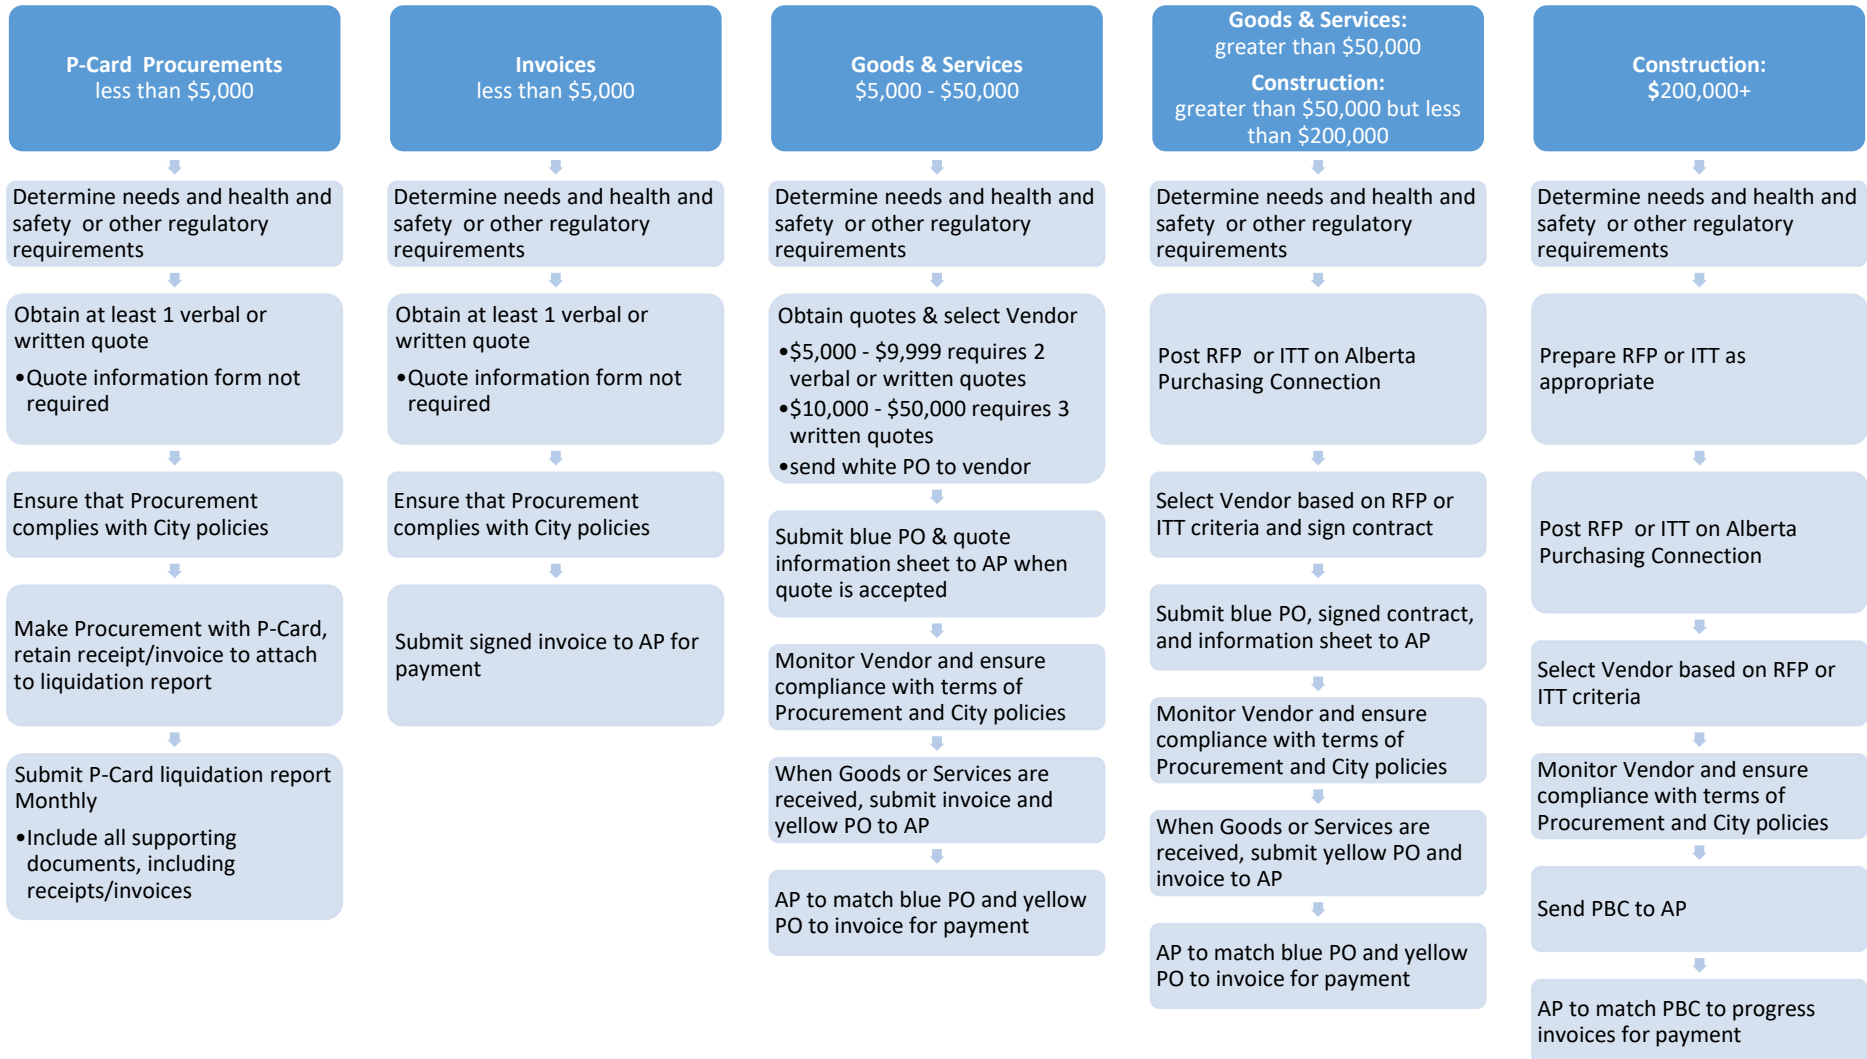 P-Card  Procurements
less than $5,000
Determine needs and health and
safety  or other regulatory
requirements
Obtain at least 1 verbal or
written quote
•Quote information form not
required
Ensure that Procurement
complies with City policies
Make Procurement with P-Card,
retain receipt/invoice to attach
to liquidation report
Submit P-Card liquidation report
Monthly
•Include all supporting
documents, including
receipts/invoices
Invoices
less than $5,000
Determine needs and health and
safety  or other regulatory
requirements
Obtain at least 1 verbal or
written quote
•Quote information form not
required
Ensure that Procurement
complies with City policies
Submit signed invoice to AP for
payment
Goods & Services
$5,000 - $50,000
Determine needs and health and
safety  or other regulatory
requirements
Obtain quotes & select Vendor
•$5,000 - $9,999 requires 2
verbal or written quotes
•$10,000 - $50,000 requires 3
written quotes
•send white PO to vendor
Submit blue PO & quote
information sheet to AP when
quote is accepted
Monitor Vendor and ensure
compliance with terms of
Procurement and City policies
When Goods or Services are
received, submit invoice and
yellow PO to AP
AP to match blue PO and yellow
PO to invoice for payment
Goods & Services:
greater than $50,000
Construction:
greater than $50,000 but less
than $200,000
Determine needs and health and
safety  or other regulatory
requirements
Post RFP  or ITT on Alberta
Purchasing Connection
Select Vendor based on RFP or
ITT criteria and sign contract
Submit blue PO, signed contract,
and information sheet to AP
Monitor Vendor and ensure
compliance with terms of
Procurement and City policies
When Goods or Services are
received, submit yellow PO and
invoice to AP
AP to match blue PO and yellow
PO to invoice for payment
Construction:
$200,000+
Determine needs and health and
safety  or other regulatory
requirements
Prepare RFP or ITT as
appropriate
Post RFP  or ITT on Alberta
Purchasing Connection
Select Vendor based on RFP or
ITT criteria
Monitor Vendor and ensure
compliance with terms of
Procurement and City policies
Send PBC to AP
AP to match PBC to progress
invoices for payment